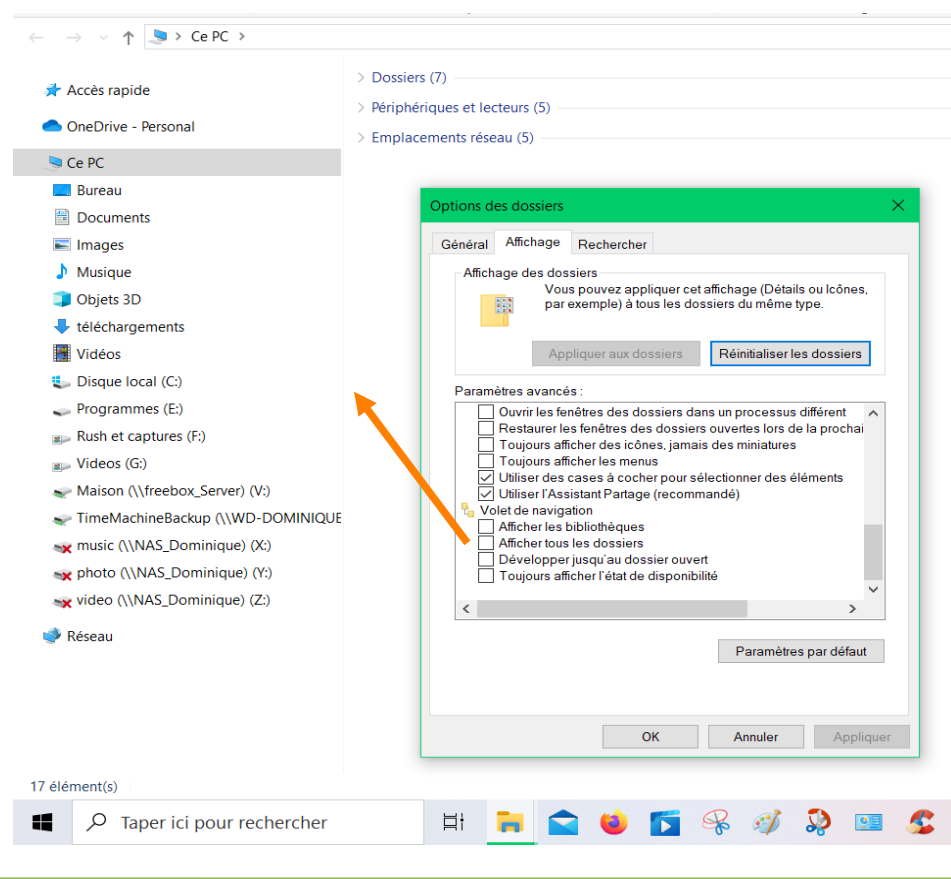 Ce PC
Accès rapide
OneDrive - Personal
Ce PC
Bureau
Documents
Images
Musique
Objets 3D
téléchargements
Vidéos
Disque local (C:)
Programmes (E:)
Rush et captures (F:)
Videos (G:)
Maison (\\freebox_Server) (V:)
TimeMachineBackup (\\WD-DOMINIQUE
music (\\NAS_Dominique) (X:)
photo (\\NAS_Dominique) (Y:)
video (\\NAS_Dominique) (Z:)
Réseau
Dossiers (7)
Périphériques et lecteurs (5)
Emplacements réseau (5)
Options des dossiers
Général Affichage Rechercher
Affichage des dossiers
Vous pouvez appliquer cet affichage (Détails ou Icônes,
par exemple) à tous les dossiers du même type.
Appliquer aux dossiers Réinitialiser les dossiers
Paramètres avancés :
Ouvrir les fenêtres des dossiers dans un processus différent
Restaurer les fenêtres des dossiers ouvertes lors de la prochai
Toujours afficher des icônes, jamais des miniatures
Toujours afficher les menus
Utiliser des cases à cocher pour sélectionner des éléments
Utiliser l'Assistant Partage (recommandé)
Volet de navigation
Afficher les bibliothèques
Afficher tous les dossiers
Développer jusqu'au dossier ouvert
Toujours afficher l'état de disponibilité
Paramètres par défaut
OK Annuler Appliquer
17 élément(s)
Taper ici pour rechercher